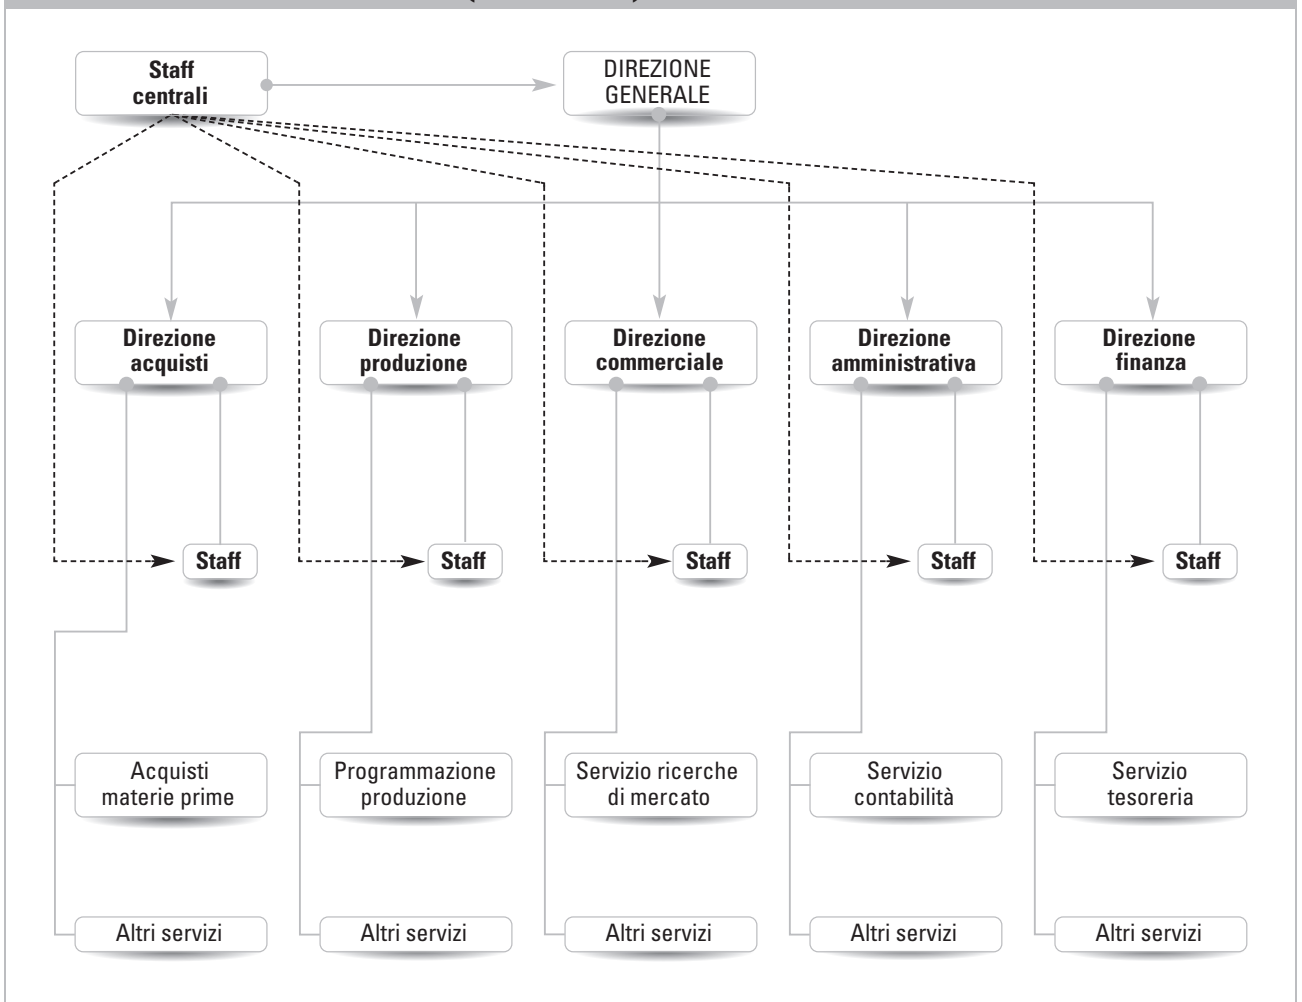 Staff
centrali
DIREZIONE
GENERALE
Direzione
acquisti
Direzione
produzione
Direzione
commerciale
Direzione
amministrativa
Direzione
finanza
Staff
Staff
Staff
Staff
Staff
Acquisti
materie prime
Programmazione
produzione
Servizio ricerche
di mercato
Servizio
contabilità
Servizio
tesoreria
Altri servizi
Altri servizi
Altri servizi
Altri servizi
Altri servizi